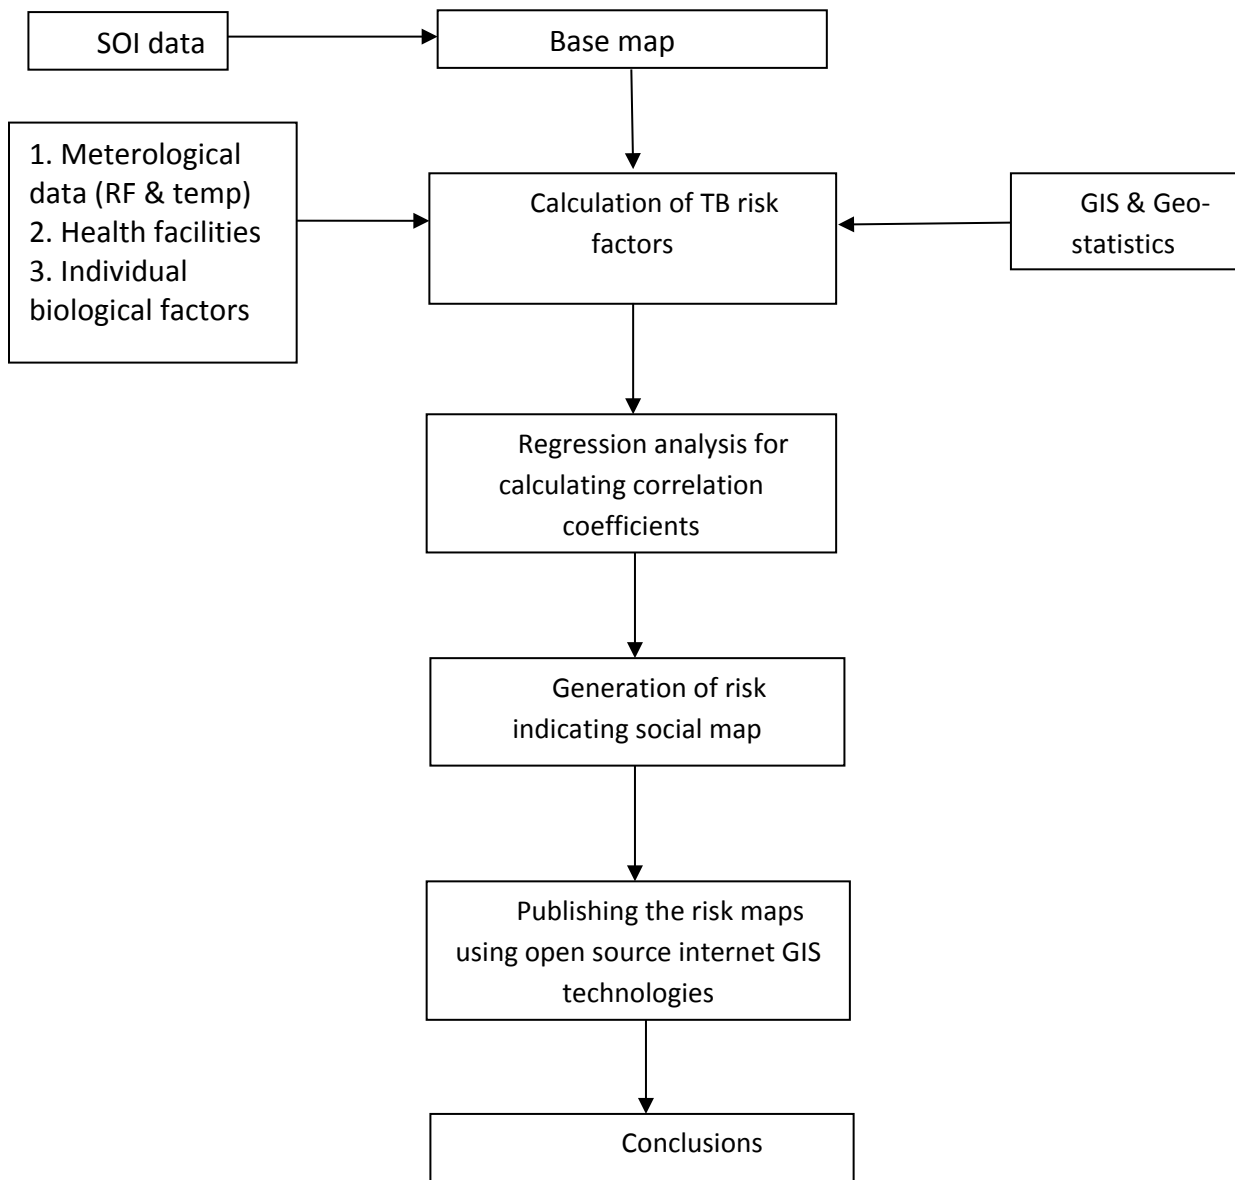 SOI data
Base map
1. Meterological
data (RF & temp)
2. Health facilities
3. Individual
biological factors
Calculation of TB risk
factors
GIS & Geo-
statistics
Regression analysis for
calculating correlation
coefficients
Generation of risk
indicating social map
Publishing the risk maps
using open source internet GIS
technologies
Conclusions